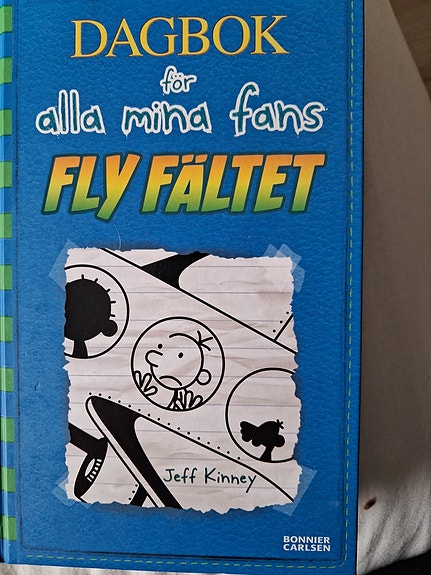 DAGBOK
för
alla mina fans
FLY FÄLTET
Jeff Kinney
BONNIER
CARLSEN